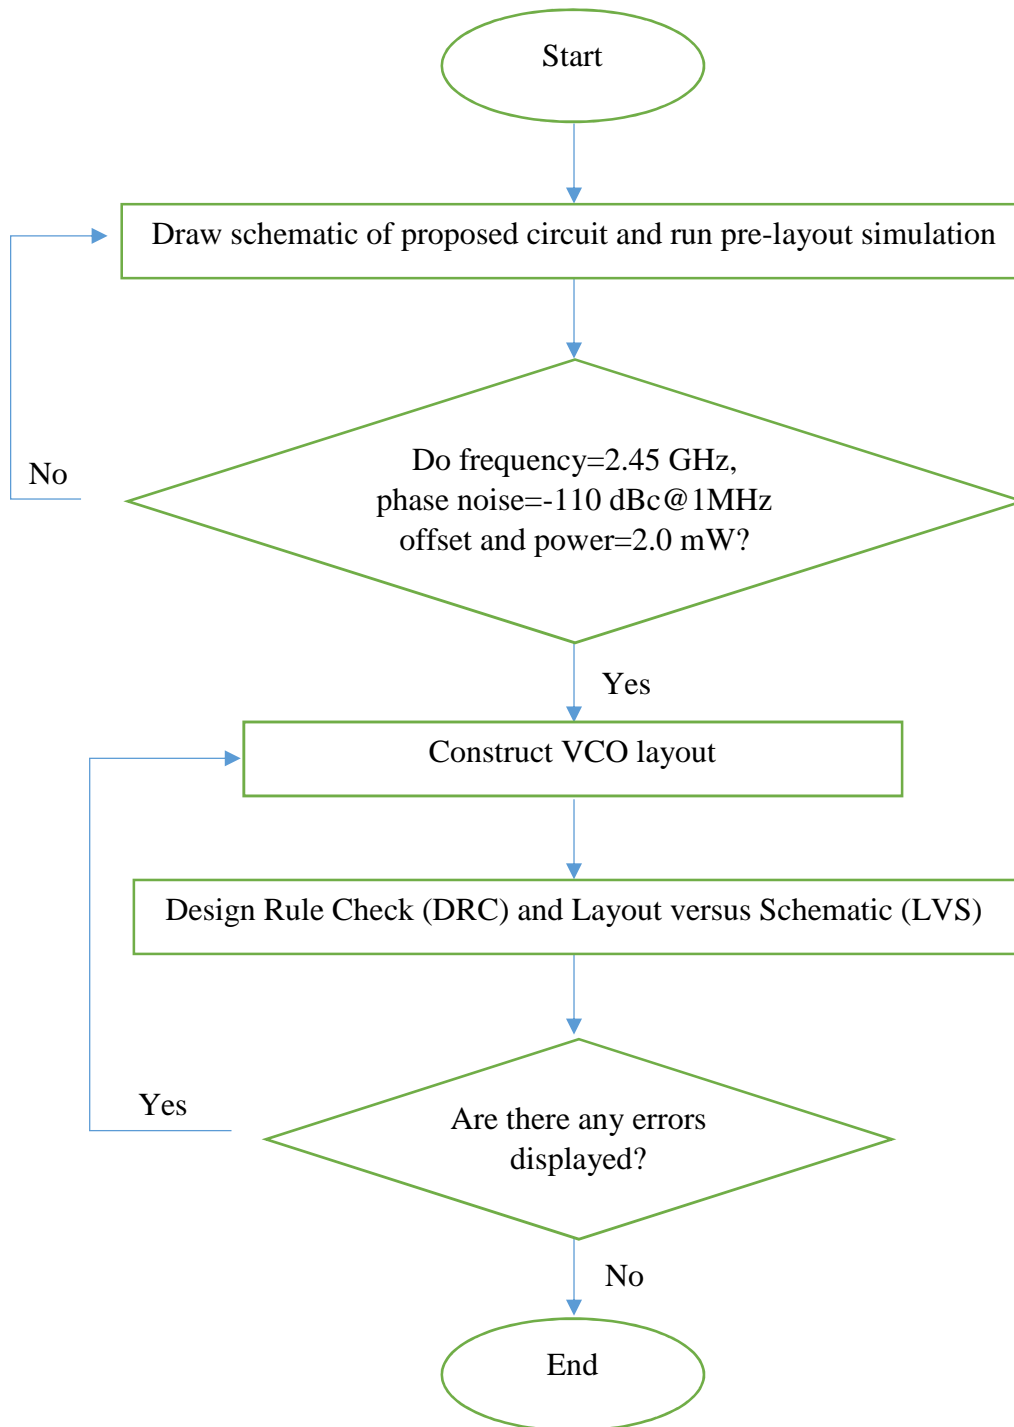 Start
Draw schematic of proposed circuit and run pre-layout simulation
No
Do frequency=2.45 GHz,
phase noise=-110 dBc@1MHz
offset and power=2.0 mW?
Yes
Construct VCO layout
Design Rule Check (DRC) and Layout versus Schematic (LVS)
Yes
Are there any errors
displayed?
No
End